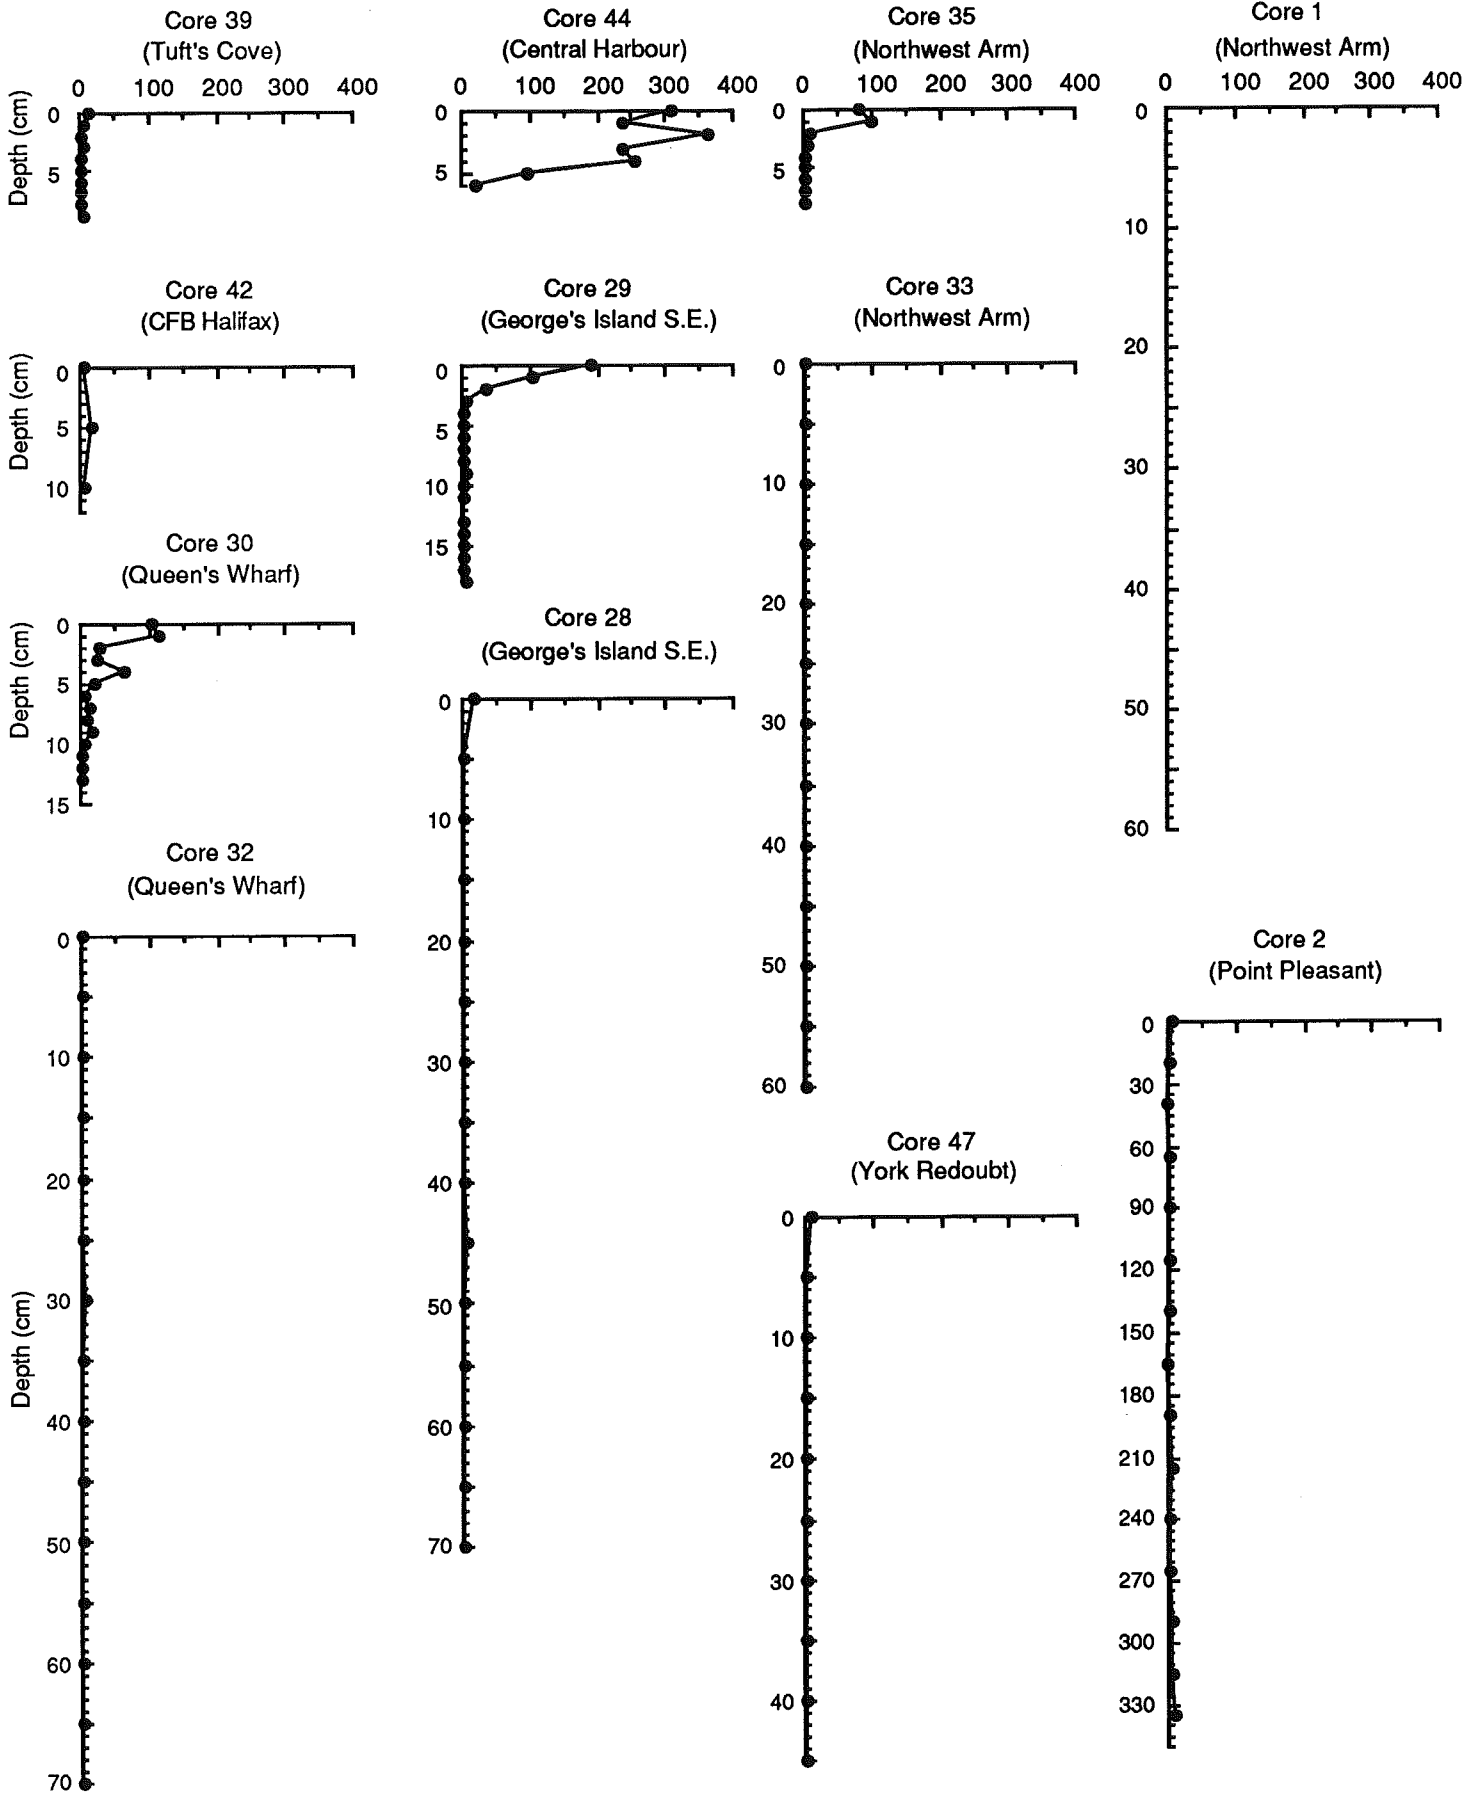 Core 39
(Tuft's Cove)
0 100 200 300 400
Depth (cm)
0
5
Core 44
(Central Harbour)
0 100 200 300 400
0
5
Core 35
(Northwest Arm)
0 100 200 300 400
0
5
Core 1
(Northwest Arm)
0 100 200 300 400
0
10
20
30
40
50
60
Core 42
(CFB Halifax)
Depth (cm)
0
5
10
Core 29
(George's Island S.E.)
0
5
10
15
Core 33
(Northwest Arm)
0
10
20
30
40
50
60
Core 30
(Queen's Wharf)
Depth (cm)
0
5
10
15
Core 28
(George's Island S.E.)
0
10
20
30
40
50
60
70
Core 32
(Queen's Wharf)
Depth (cm)
0
10
20
30
40
50
60
70
Core 47
(York Redoubt)
0
10
20
30
40
Core 2
(Point Pleasant)
0
30
60
90
120
150
180
210
240
270
300
330